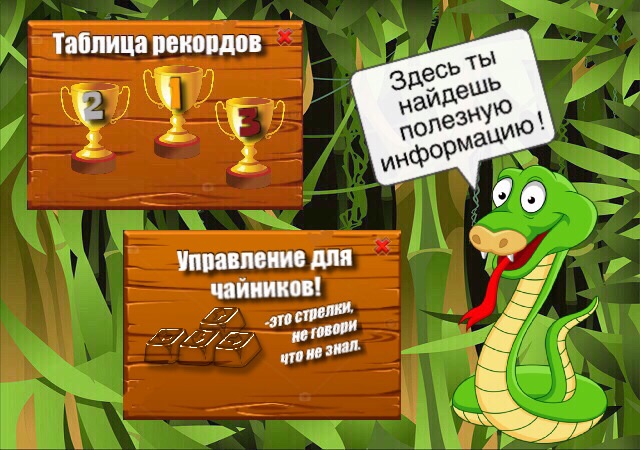 Таблица рекордов
2
1
3
Здесь ты
найдешь
полезную
информацию !
Управление для
чайников!
-это стрелки,
не говори
что не знал.